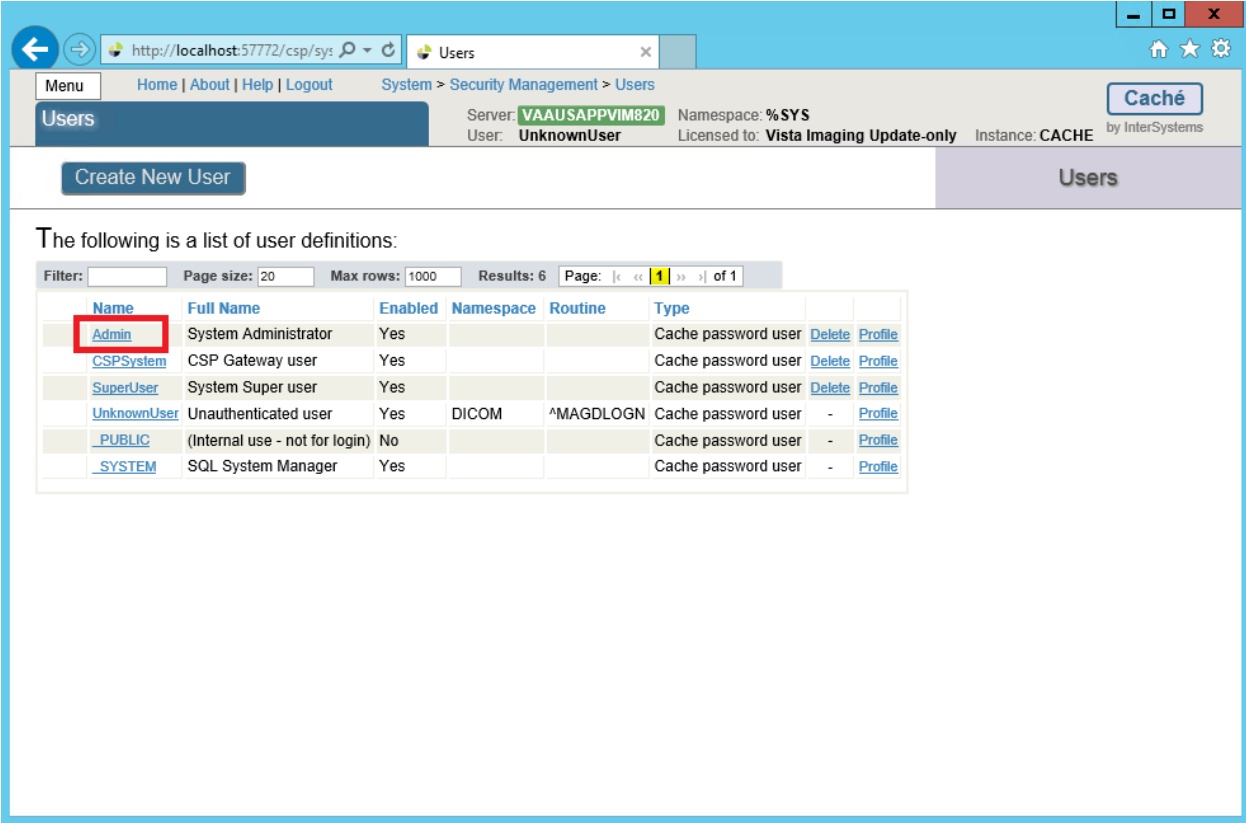 http://localhost:57772/csp/sys Users
Menu Home | About | Help | Logout System > Security Management > Users
Users
Server: VAAUSAPPVIM820 Namespace: %SYS
User: UnknownUser Licensed to: Vista Imaging Update-only Instance: CACHE
Caché
by InterSystems
Create New User
Users
The following is a list of user definitions:
Filter: Page size: 20 Max rows: 1000 Results: 6 Page: |‹ ‹‹ 1 ›› ›| of 1
Name Full Name Enabled Namespace Routine Type
Admin System Administrator Yes Cache password user Delete Profile
CSPSystem CSP Gateway user Yes Cache password user Delete Profile
SuperUser System Super user Yes Cache password user Delete Profile
UnknownUser Unauthenticated user Yes DICOM ^MAGDLOGN Cache password user - Profile
_PUBLIC (Internal use - not for login) No Cache password user - Profile
_SYSTEM SQL System Manager Yes Cache password user - Profile